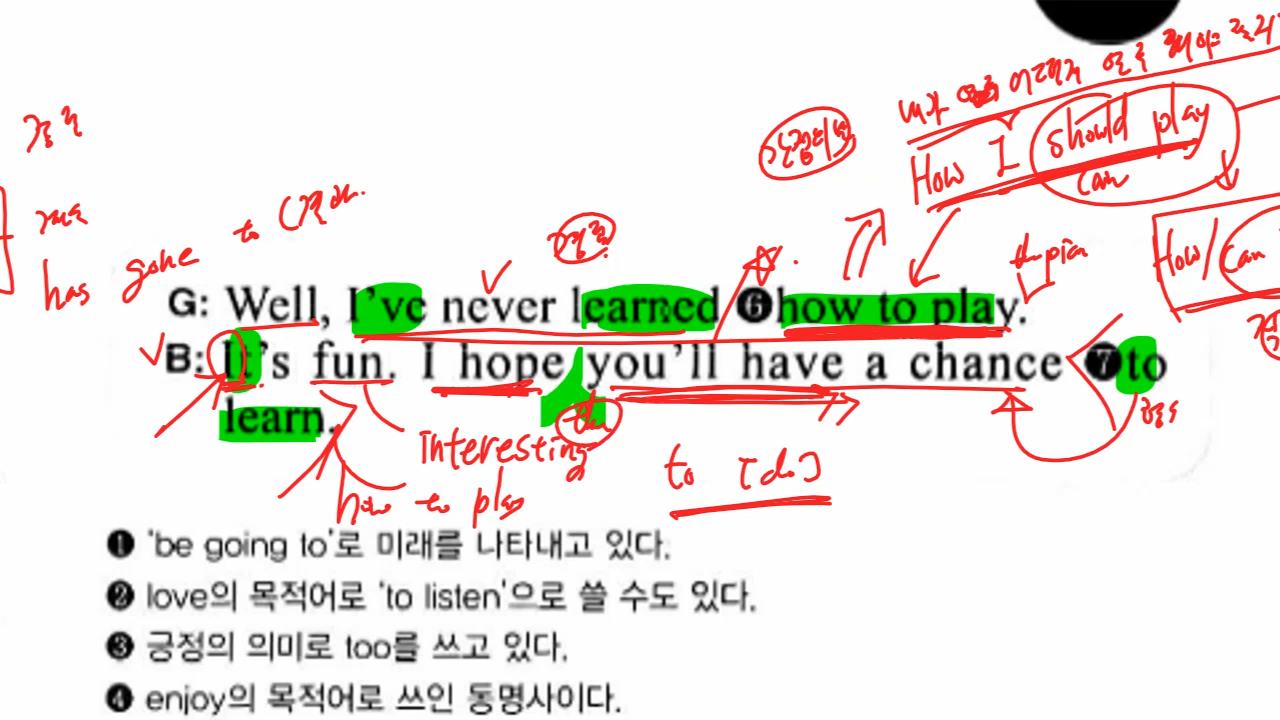 How I should play
can
has gone to
the pian
How/ can
G: Well, I've never learned ❻how to play.
B: It's fun. I hope you'll have a chance ❼to
learn.
interesting
to [do]
how to play
❶ 'be going to'로 미래를 나타내고 있다.
❷ love의 목적어로 'to listen'으로 쓸 수도 있다.
❸ 긍정의 의미로 too를 쓰고 있다.
❹ enjoy의 목적어로 쓰인 동명사이다.